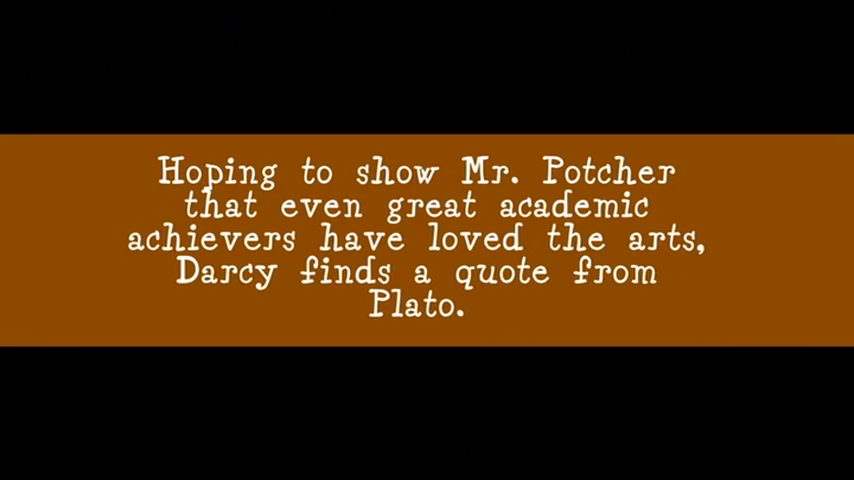 Hoping to show Mr. Potcher
that even great academic
achievers have loved the arts,
Darcy finds a quote from
Plato.